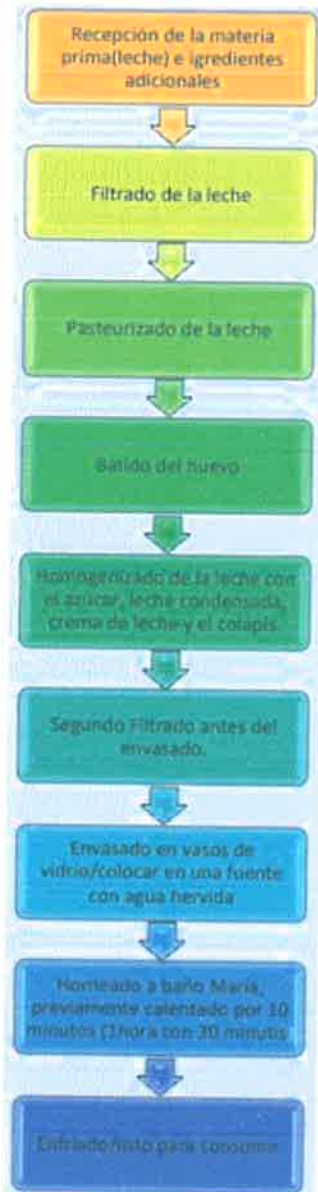 Recepción de la materia
prima(leche) e igredientes
adicionales
Filtrado de la leche
Pasteurizado de la leche
Batido del huevo
Homogenizado de la leche con
el azucar, leche condensada,
crema de leche y el colapis
Segundo Filtrado antes del
envasado.
Envasado en vasos de
vidrio/colocar en una fuente
con agua hervida
Horneado a baño María,
previamente calentado por 10
minutos (1hora con 30 minutis
Enfriado/listo para consumir